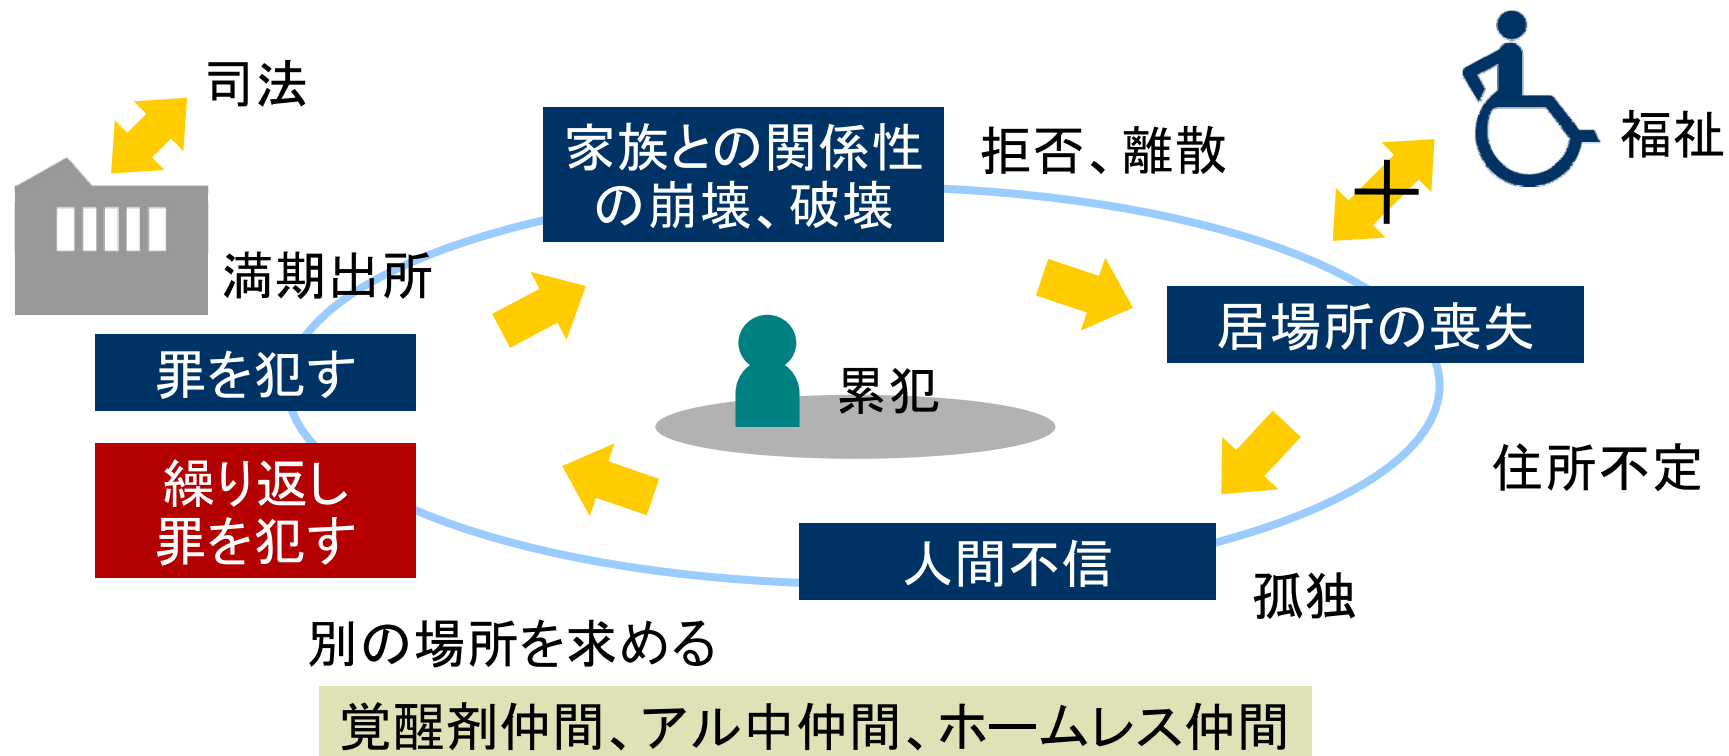 司法
家族との関係性
の崩壊、破壊
拒否、離散
福祉
満期出所
居場所の喪失
罪を犯す
累犯
繰り返し
罪を犯す
住所不定
人間不信
孤独
別の場所を求める
覚醒剤仲間、アル中仲間、ホームレス仲間